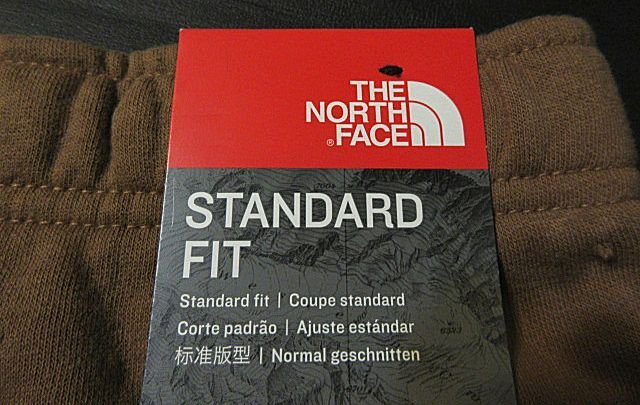 THE
NORTH
® FACE
STANDARD
FIT
Standard fit | Coupe standard
Corte padrão | Ajuste estándar
标准版型 | Normal geschnitten